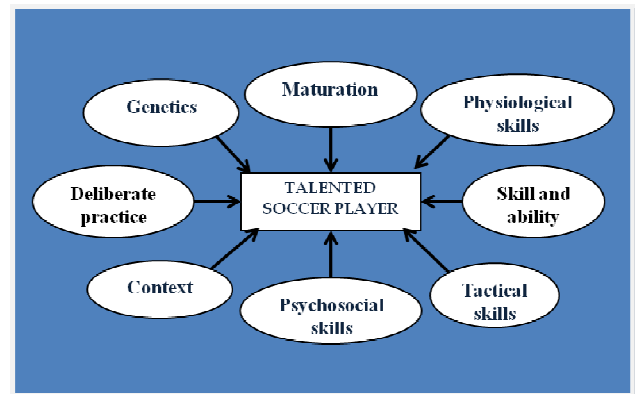 Maturation
Genetics
Physiological
skills
TALENTED
SOCCER PLAYER
Deliberate
practice
Skill and
ability
Context
Psychosocial
skills
Tactical
skills